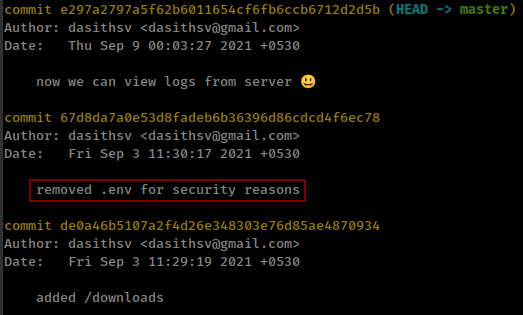 commit e297a2797a5f62b6011654cf6fb6ccb6712d2d5b (HEAD -> master)
Author: dasithsv <dasithsv@gmail.com>
Date: Thu Sep 9 00:03:27 2021 +0530
now we can view logs from server 😃
commit 67d8da7a0e53d8fadeb6b36396d86cdcd4f6ec78
Author: dasithsv <dasithsv@gmail.com>
Date: Fri Sep 3 11:30:17 2021 +0530
removed .env for security reasons
commit de0a46b5107a2f4d26e348303e76d85ae4870934
Author: dasithsv <dasithsv@gmail.com>
Date: Fri Sep 3 11:29:19 2021 +0530
added /downloads